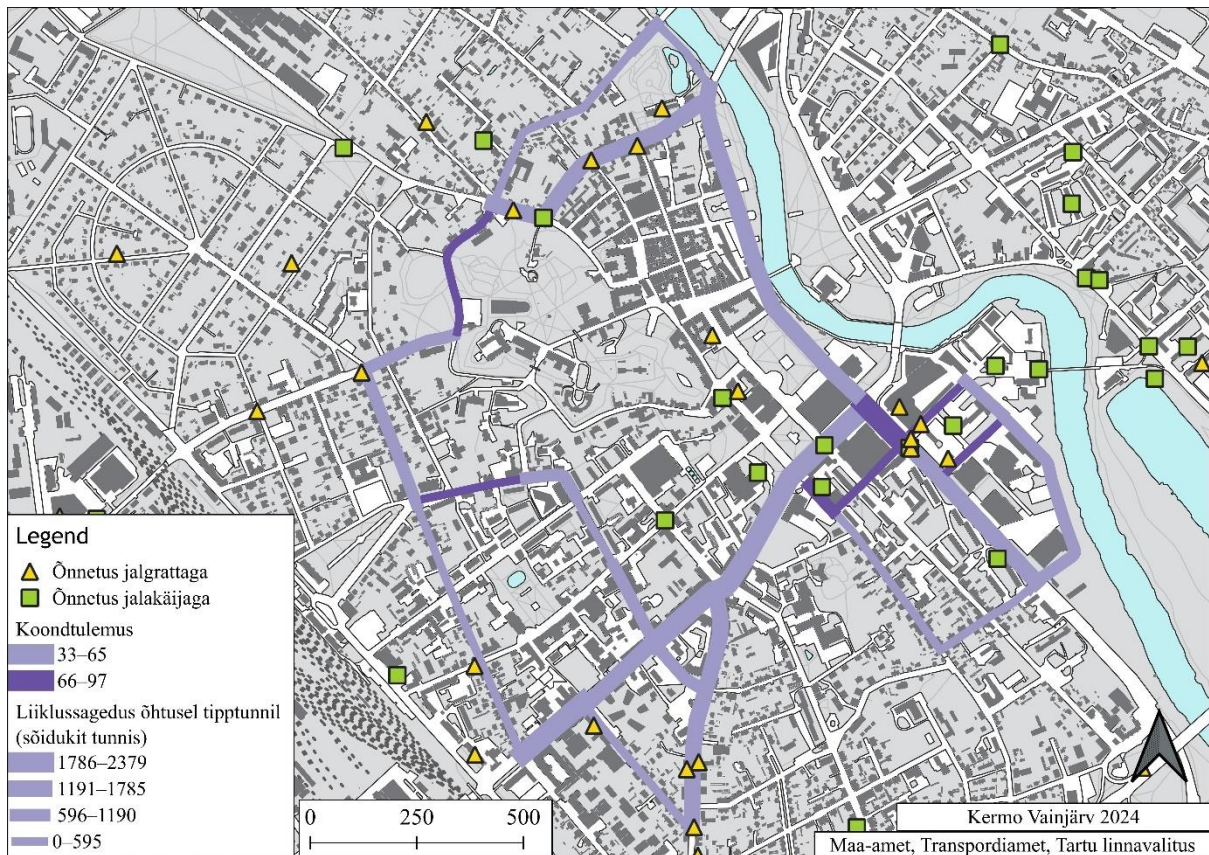 Legend
Õnnetus jalgrattaga
Õnnetus jalakäijaga
Koondtulemus
33–65
66–97
Liiklussagedus õhtusel tipptunnil
(sõidukit tunnis)
1786–2379
1191–1785
596–1190
0–595
0 250 500
Kermo Vainjärv 2024
Maa-amet, Transpordiamet, Tartu linnavalitus